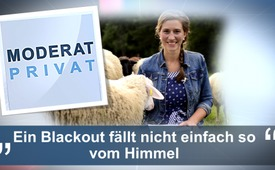 MODERAT
PRIVAT
„Ein Blackout fällt nicht einfach so
vom Himmel“